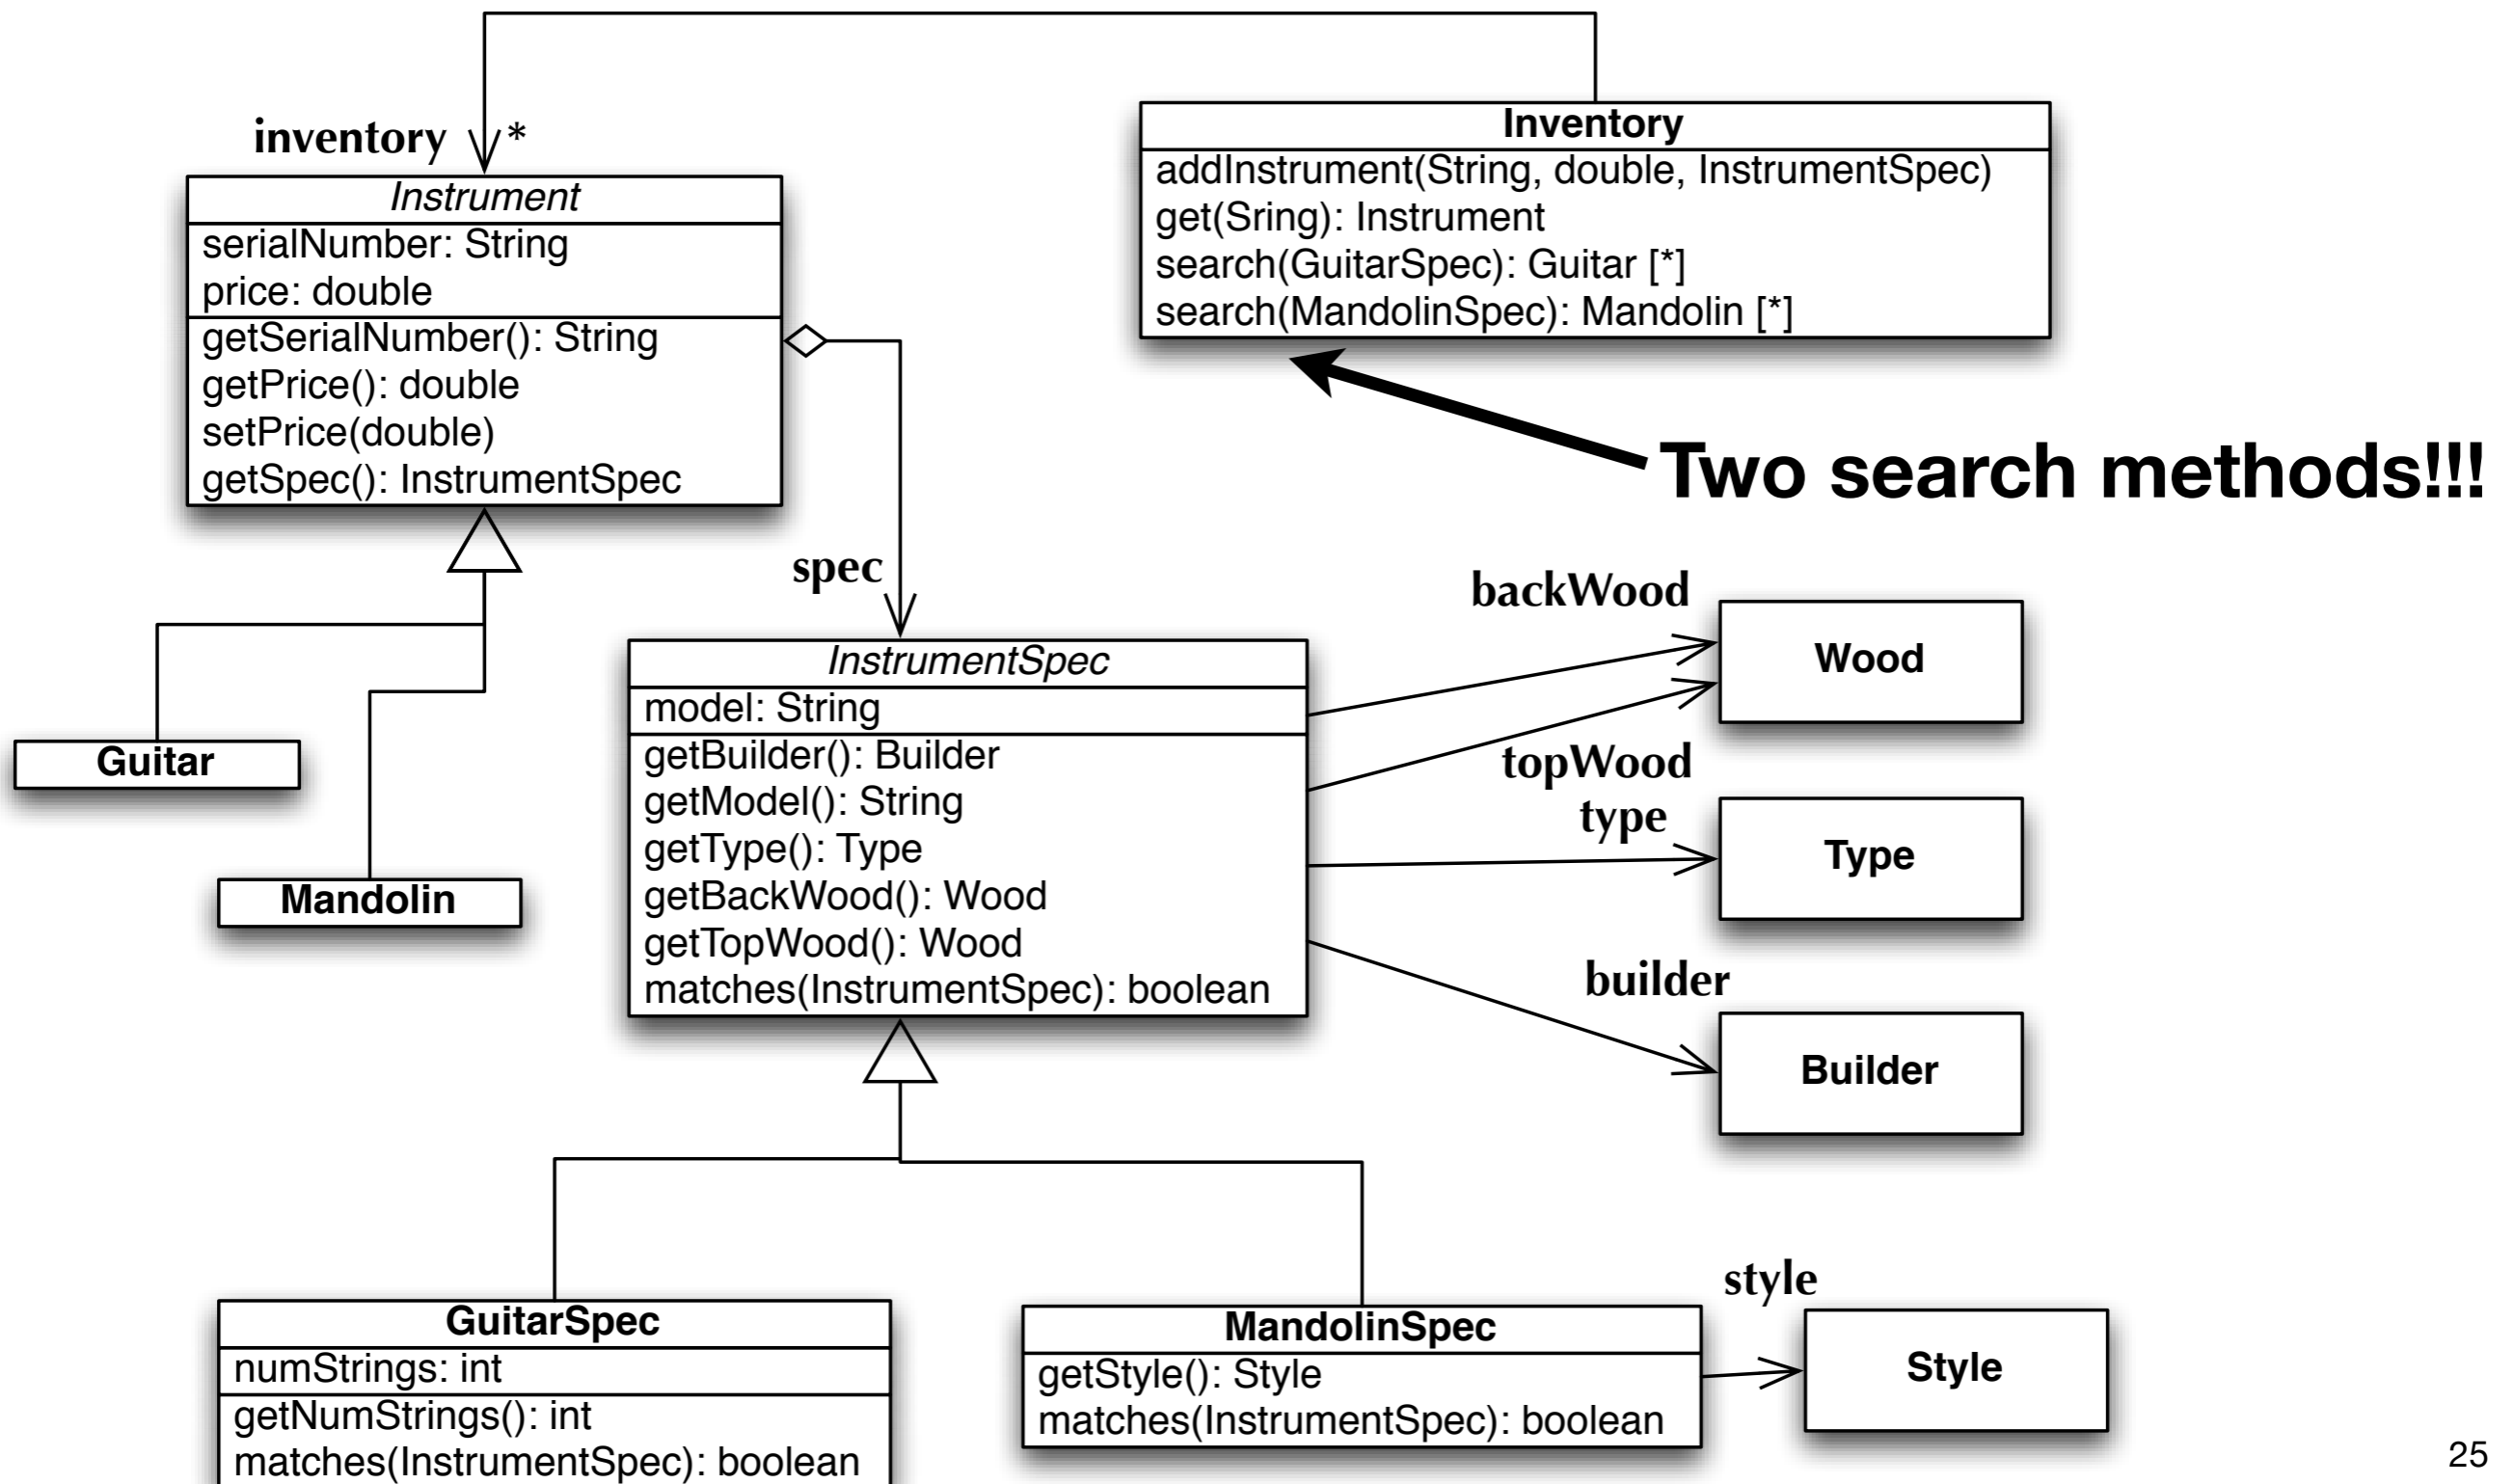 inventory *
Instrument
serialNumber: String
price: double
getSerialNumber(): String
getPrice(): double
setPrice(double)
getSpec(): InstrumentSpec
Inventory
addInstrument(String, double, InstrumentSpec)
get(Sring): Instrument
search(GuitarSpec): Guitar [*]
search(MandolinSpec): Mandolin [*]
Two search methods!!!
spec
Guitar
Mandolin
InstrumentSpec
model: String
getBuilder(): Builder
getModel(): String
getType(): Type
getBackWood(): Wood
getTopWood(): Wood
matches(InstrumentSpec): boolean
backWood
Wood
topWood
type
Type
builder
Builder
GuitarSpec
numStrings: int
getNumStrings(): int
matches(InstrumentSpec): boolean
MandolinSpec
getStyle(): Style
matches(InstrumentSpec): boolean
style
Style
25